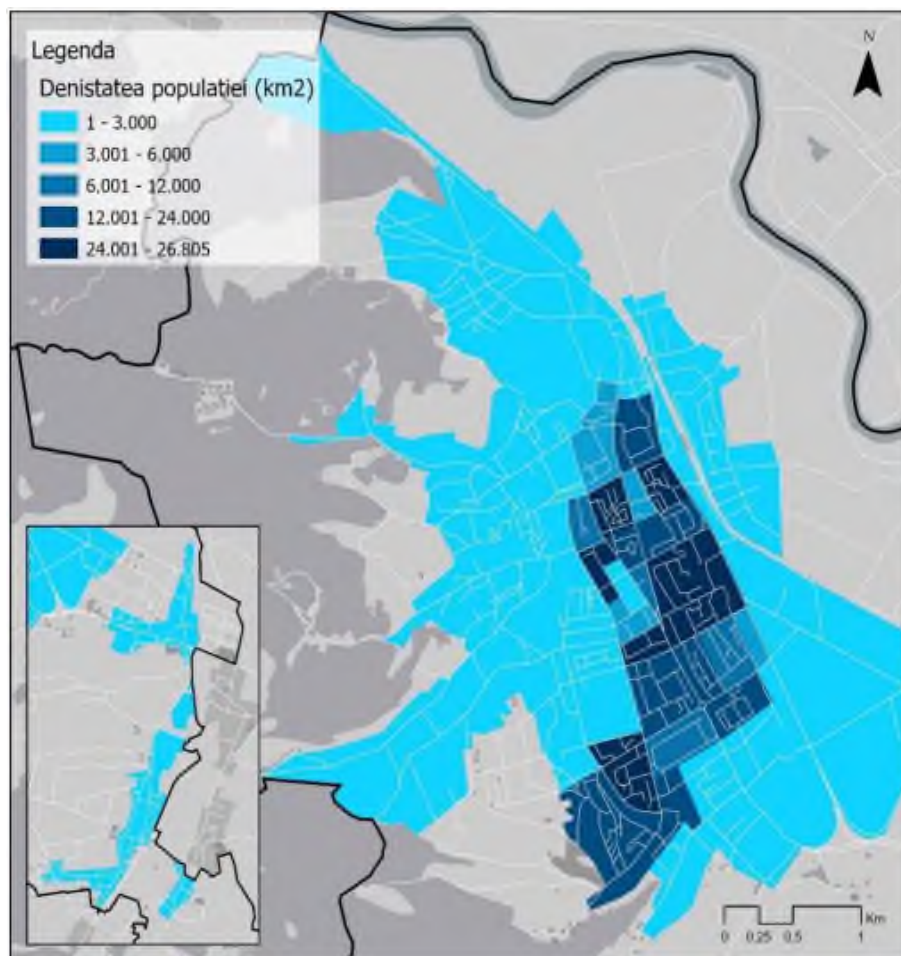 Legenda
Denistatea populatiei (km2)
1 - 3.000
3.001 - 6.000
6.001 - 12.000
12.001 - 24.000
24.001 - 26.805
N
Km
0 0.25 0.5 1